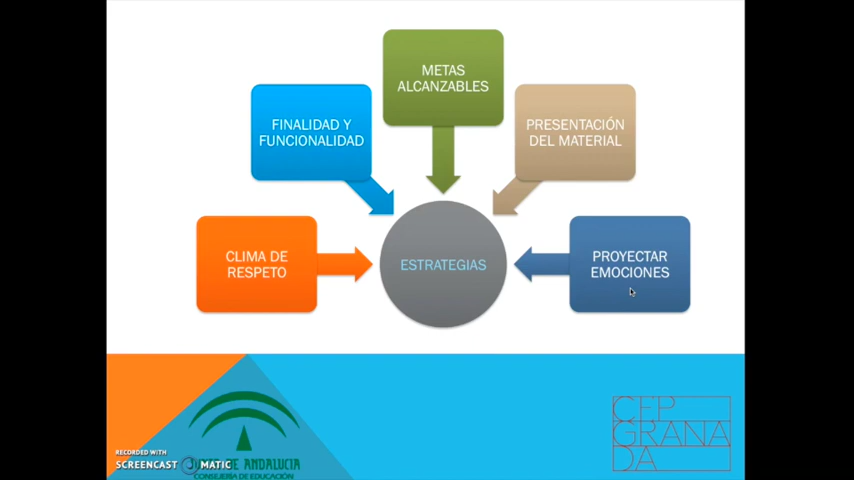 METAS
ALCANZABLES
FINALIDAD Y
FUNCIONALIDAD
PRESENTACIÓN
DEL MATERIAL
CLIMA DE
RESPETO
ESTRATEGIAS
PROYECTAR
EMOCIONES
CEP
GRANA
DA
RECORDED WITH
SCREENCAST MATIC
DE ANDALUCIA
CONSEJERÍA DE EDUCACIÓN